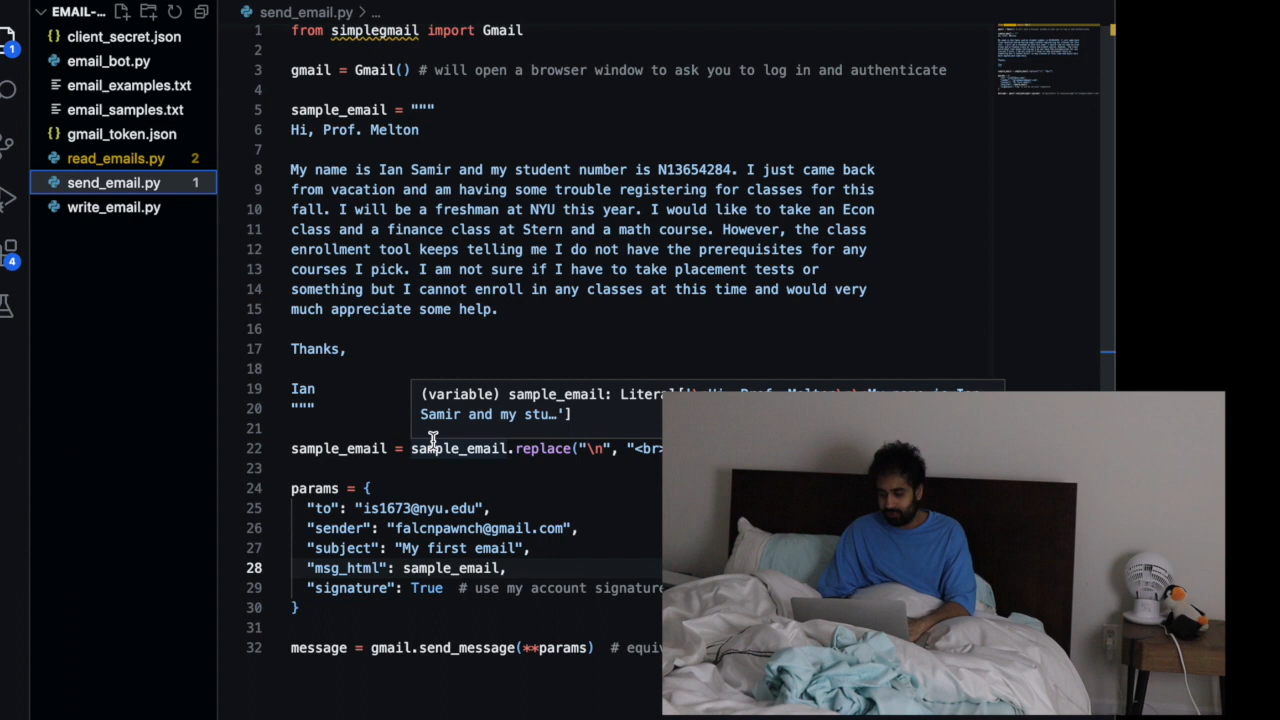 EMAIL-...
send_email.py > ...
client_secret.json
email_bot.py
email_examples.txt
email_samples.txt
gmail_token.json
read_emails.py 2
send_email.py 1
write_email.py
1
4
1 from simplegmail import Gmail
2
3 gmail = Gmail() # will open a browser window to ask you to log in and authenticate
4
5 sample_email = """
6 Hi, Prof. Melton
7
8 My name is Ian Samir and my student number is N13654284. I just came back
9 from vacation and am having some trouble registering for classes for this
10 fall. I will be a freshman at NYU this year. I would like to take an Econ
11 class and a finance class at Stern and a math course. However, the class
12 enrollment tool keeps telling me I do not have the prerequisites for any
13 courses I pick. I am not sure if I have to take placement tests or
14 something but I cannot enroll in any classes at this time and would very
15 much appreciate some help.
16
17 Thanks,
18
19 Ian
20 """
(variable) sample_email: Literal['\nHi, Prof. Melton\n\nMy name is Ian
Samir and my stu…']
21
22 sample_email = sample_email.replace("\n", "<br>
23
24 params = {
25 "to": "is1673@nyu.edu",
26 "sender": "falcnpawnch@gmail.com",
27 "subject": "My first email",
28 "msg_html": sample_email,
29 "signature": True # use my account signature
30 }
31
32 message = gmail.send_message(**params) # equiv